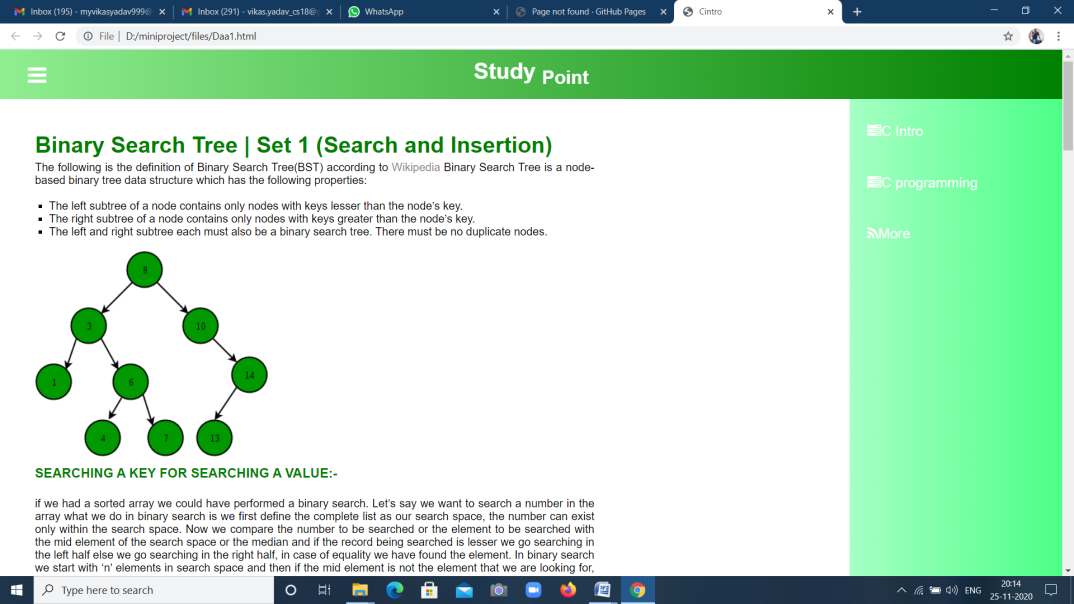 Inbox (195) - myvikasyadav999@
Inbox (291) - vikas.yadav_cs18@
WhatsApp
Page not found · GitHub Pages
Cintro
File | D:/miniproject/files/Daa1.html
Study Point
C Intro
C programming
More
Binary Search Tree | Set 1 (Search and Insertion)
The following is the definition of Binary Search Tree(BST) according to Wikipedia Binary Search Tree is a node-
based binary tree data structure which has the following properties:
The left subtree of a node contains only nodes with keys lesser than the node's key.
The right subtree of a node contains only nodes with keys greater than the node's key.
The left and right subtree each must also be a binary search tree. There must be no duplicate nodes.
8
3
10
1
6
14
4
7
13
SEARCHING A KEY FOR SEARCHING A VALUE:-
if we had a sorted array we could have performed a binary search. Let's say we want to search a number in the
array what we do in binary search is we first define the complete list as our search space, the number can exist
only within the search space. Now we compare the number to be searched or the element to be searched with
the mid element of the search space or the median and if the record being searched is lesser we go searching in
the left half else we go searching in the right half, in case of equality we have found the element. In binary search
we start with 'n' elements in search space and then if the mid element is not the element that we are looking for,
Type here to search
ENG
20:14
25-11-2020